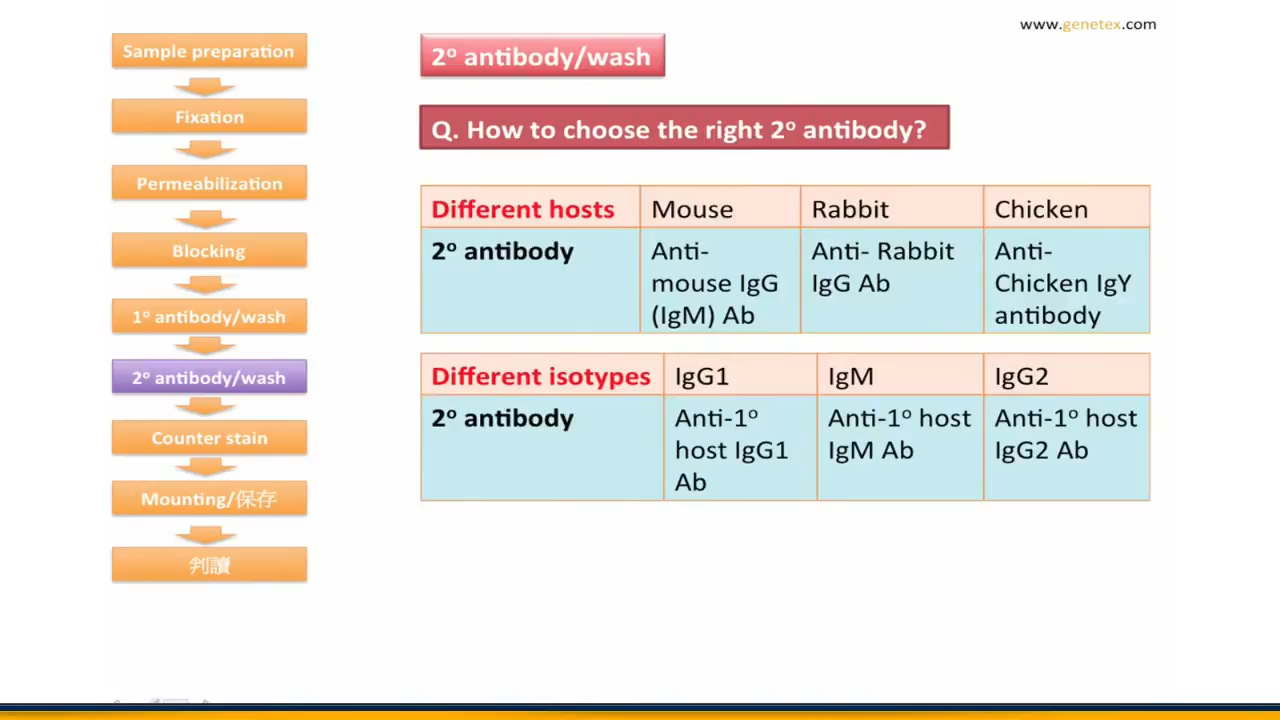 www.genetex.com
Sample preparation
Fixation
Permeabilization
Blocking
1º antibody/wash
2º antibody/wash
Counter stain
Mounting/保存
判讀
2º antibody/wash
Q. How to choose the right 2º antibody?
Different hosts Mouse Rabbit Chicken
2º antibody
Anti-
mouse IgG
(IgM) Ab
Anti- Rabbit
IgG Ab
Anti-
Chicken IgY
antibody
Different isotypes IgG1 IgM IgG2
2º antibody
Anti-1º
host IgG1
Ab
Anti-1º host
IgM Ab
Anti-1º host
IgG2 Ab